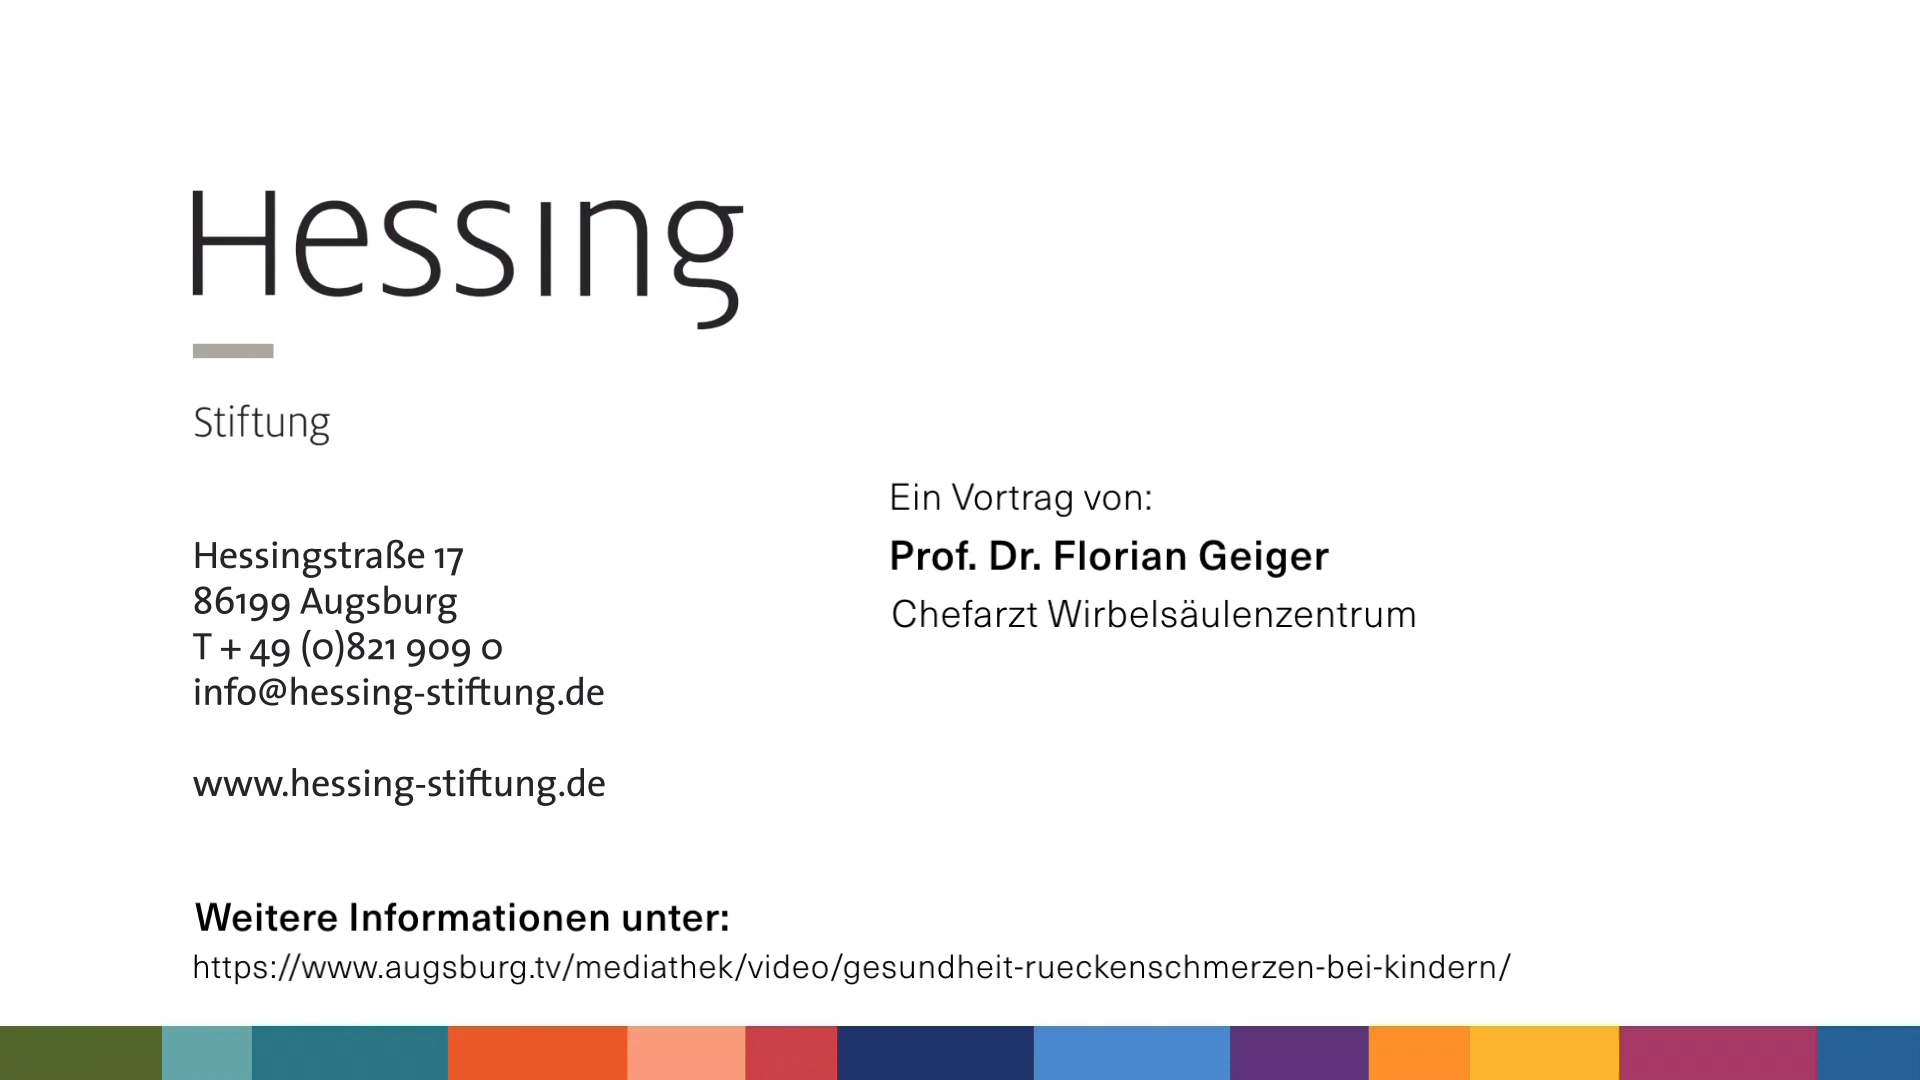 Hessing
Stiftung
Hessingstraße 17
86199 Augsburg
T + 49 (0)821 909 0
info@hessing-stiftung.de
www.hessing-stiftung.de
Ein Vortrag von:
Prof. Dr. Florian Geiger
Chefarzt Wirbelsäulenzentrum
Weitere Informationen unter:
https://www.augsburg.tv/mediathek/video/gesundheit-rueckenschmerzen-bei-kindern/